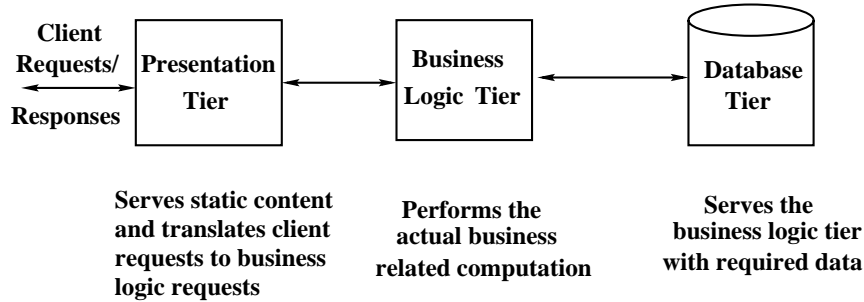 Client
Requests/
Responses
Presentation
Tier
Business
Logic Tier
Database
Tier
Serves static content
and translates client
requests to business
logic requests
Performs the
actual business
related computation
Serves the
business logic tier
with required data